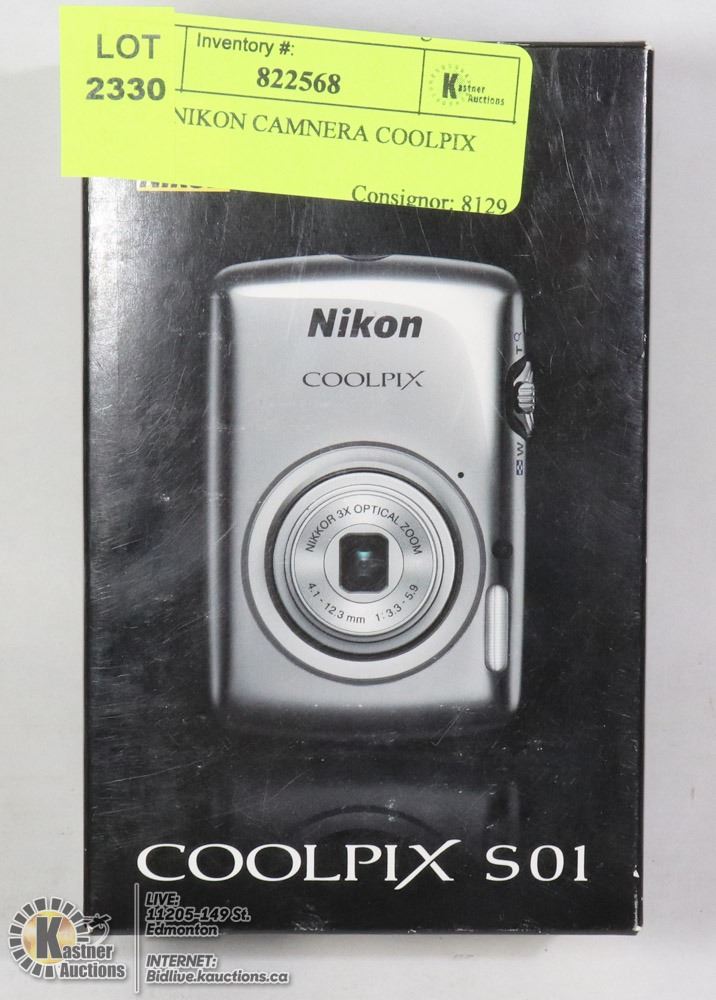 LOT
2330
Inventory #:
822568
Kastner
Auctions
NIKON CAMNERA COOLPIX
Consignor: 8129
Nikon
COOLPIX
T
W
NIKKOR 3X OPTICAL ZOOM
4.1-12.3 mm 1:3.3-5.9
COOLPIX S01
Kastner
Auctions
LIVE:
11205-149 St.
Edmonton
INTERNET:
Bidlive.kauctions.ca